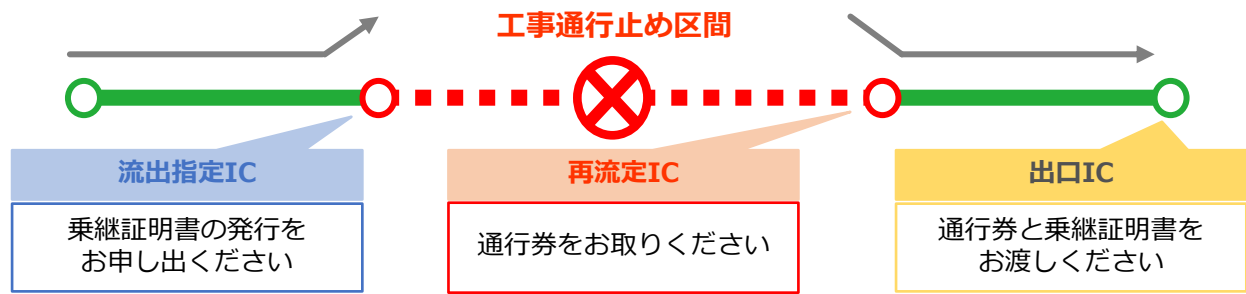 工事通行止め区間
流出指定IC
乗継証明書の発行を
お申し出ください
再流定IC
通行券をお取りください
出口IC
通行券と乗継証明書を
お渡しください